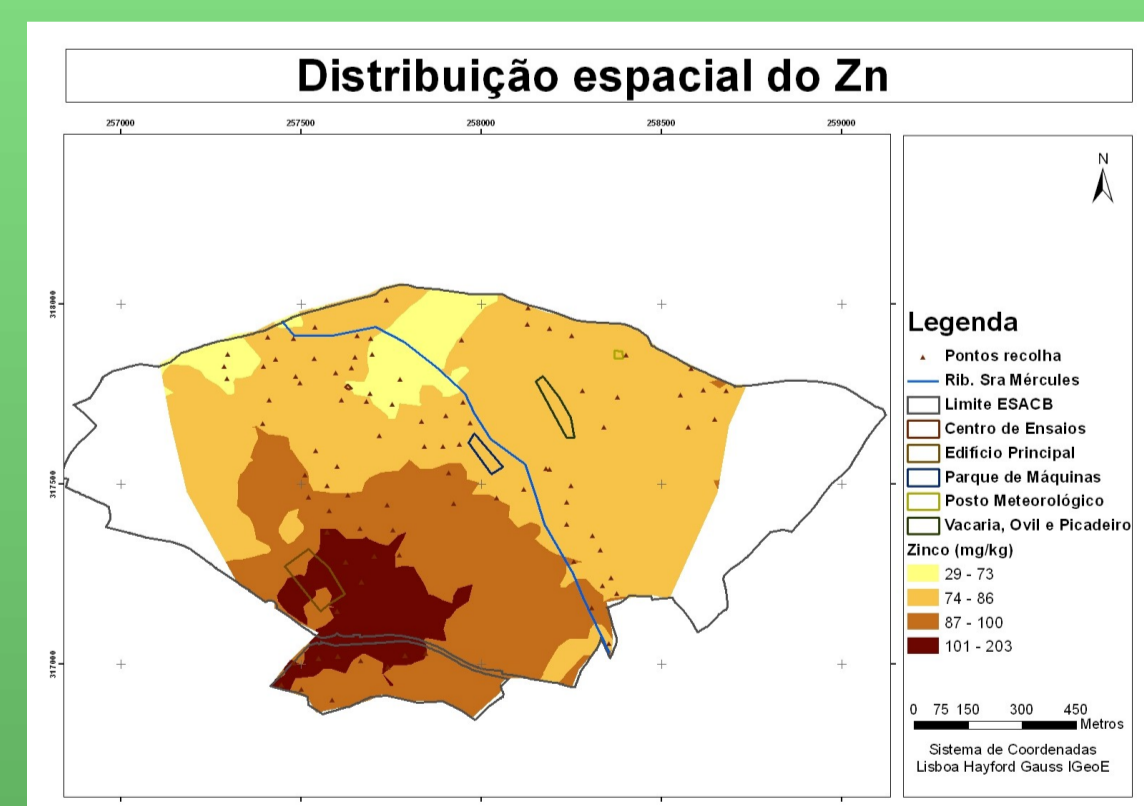 Distribuição espacial do Zn
257000 257500 258000 258500 259000
318000
317500
317000
N
Legenda
Pontos recolha
Rib. Sra Mércules
Limite ESACB
Centro de Ensaios
Edifício Principal
Parque de Máquinas
Posto Meteorológico
Vacaria, Ovil e Picadeiro
Zinco (mg/kg)
29 - 73
74 - 86
87 - 100
101 - 203
0 75 150 300 450
Metros
Sistema de Coordenadas
Lisboa Hayford Gauss IGeoE